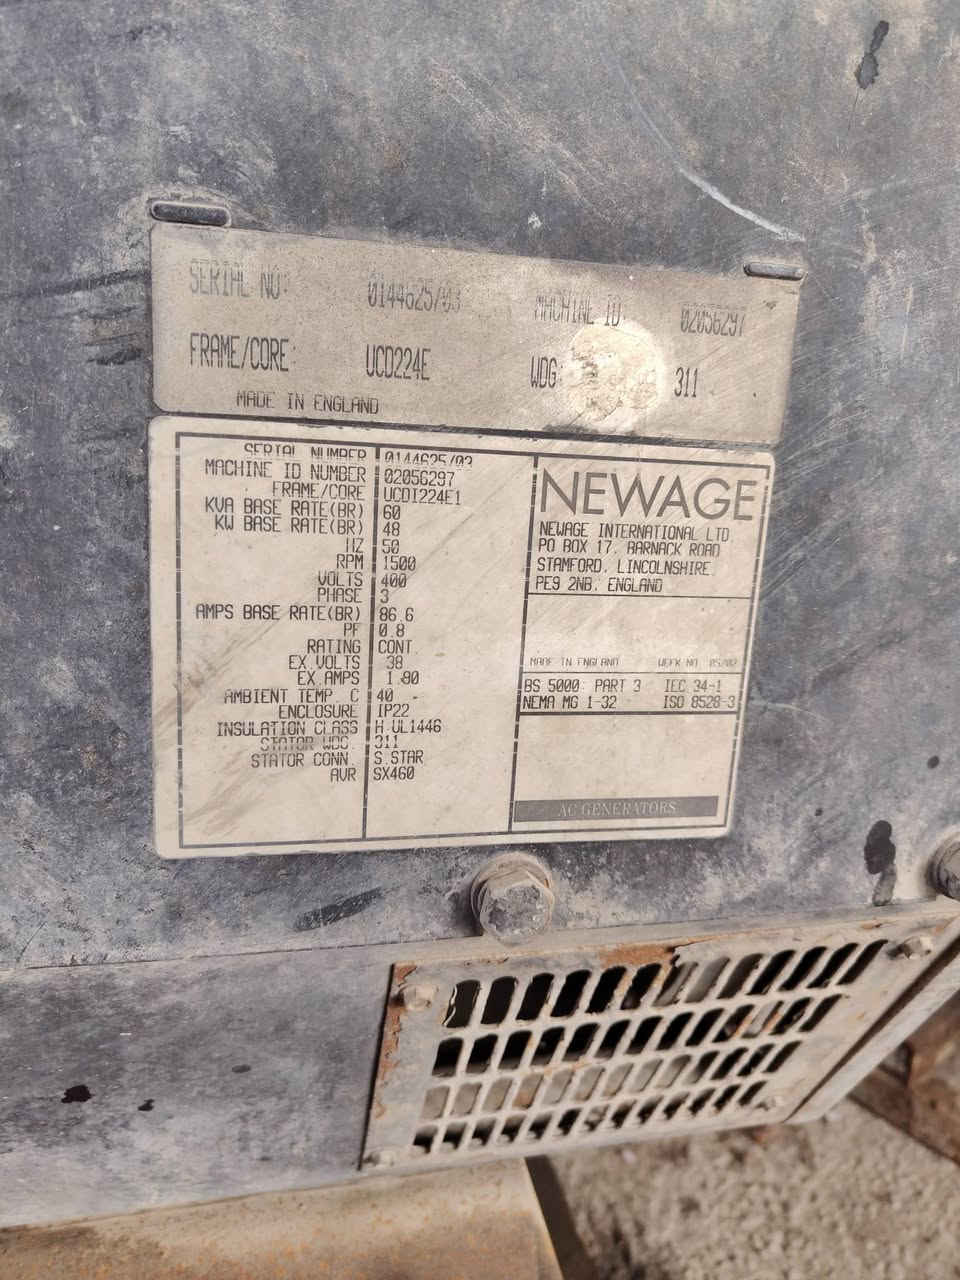 SERIAL NO: 0144625/03 MACHINE ID 02056297
FRAME/CORE: UCD224E WDG: 311
MADE IN ENGLAND
SERIAL NUMBER 0144625/03
MACHINE ID NUMBER 02056297
FRAME/CORE UCDI224E1
KVA BASE RATE(BR) 60
KW BASE RATE(BR) 48
HZ 50
RPM 1500
VOLTS 400
PHASE 3
AMPS BASE RATE(BR) 86.6
PF 0.8
RATING CONT.
EX.VOLTS 38
EX.AMPS 1.80
AMBIENT TEMP. C 40
ENCLOSURE IP22
INSULATION CLASS H UL1446
STATOR WDG. 311
STATOR CONN. S.STAR
AVR SX460
NEWAGE
NEWAGE INTERNATIONAL LTD
PO BOX 17. BARNACK ROAD
STAMFORD. LINCOLNSHIRE.
PE9 2NB. ENGLAND
MADE IN ENGLAND WEEK NO 05/02
BS 5000 PART 3 IEC 34-1
NEMA MG 1-32 ISO 8528-3
AC GENERATORS